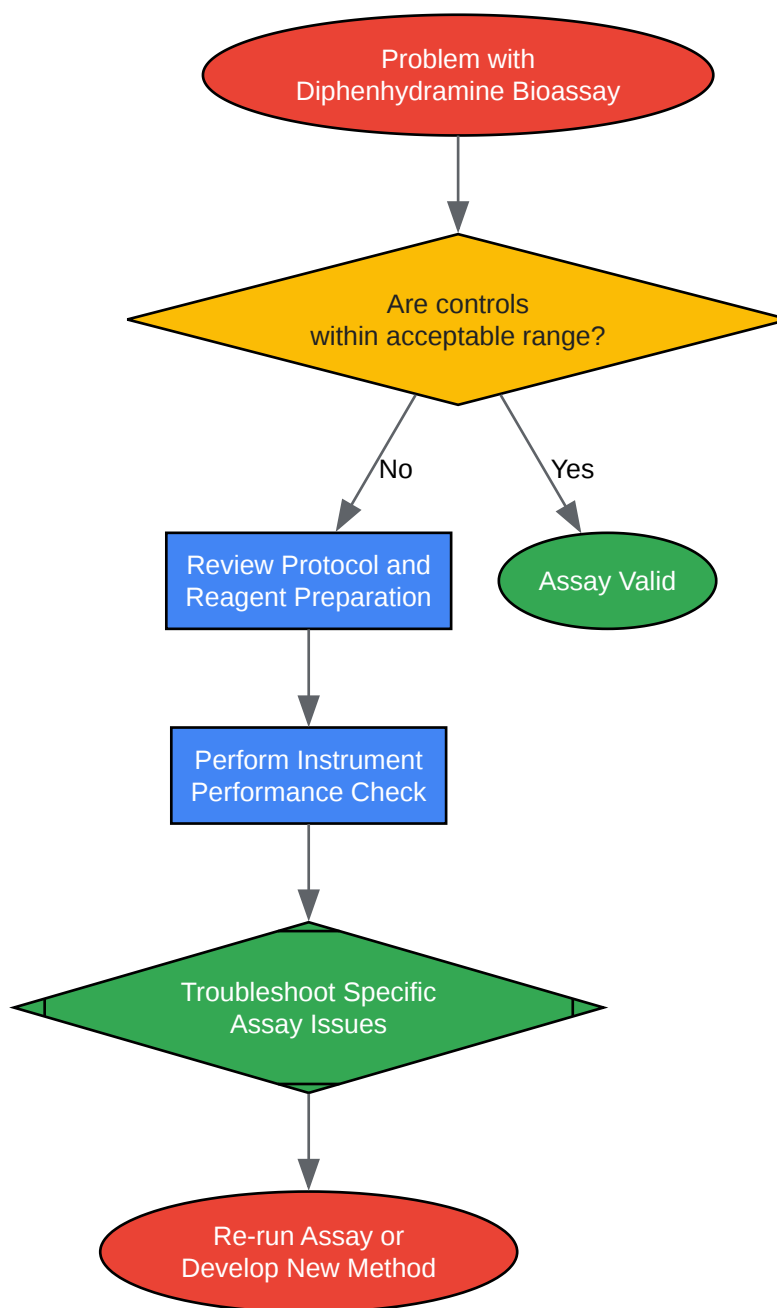 Problem with
Diphenhydramine Bioassay
Are controls
within acceptable range?
No
Yes
Review Protocol and
Reagent Preparation
Assay Valid
Perform Instrument
Performance Check
Troubleshoot Specific
Assay Issues
Re-run Assay or
Develop New Method